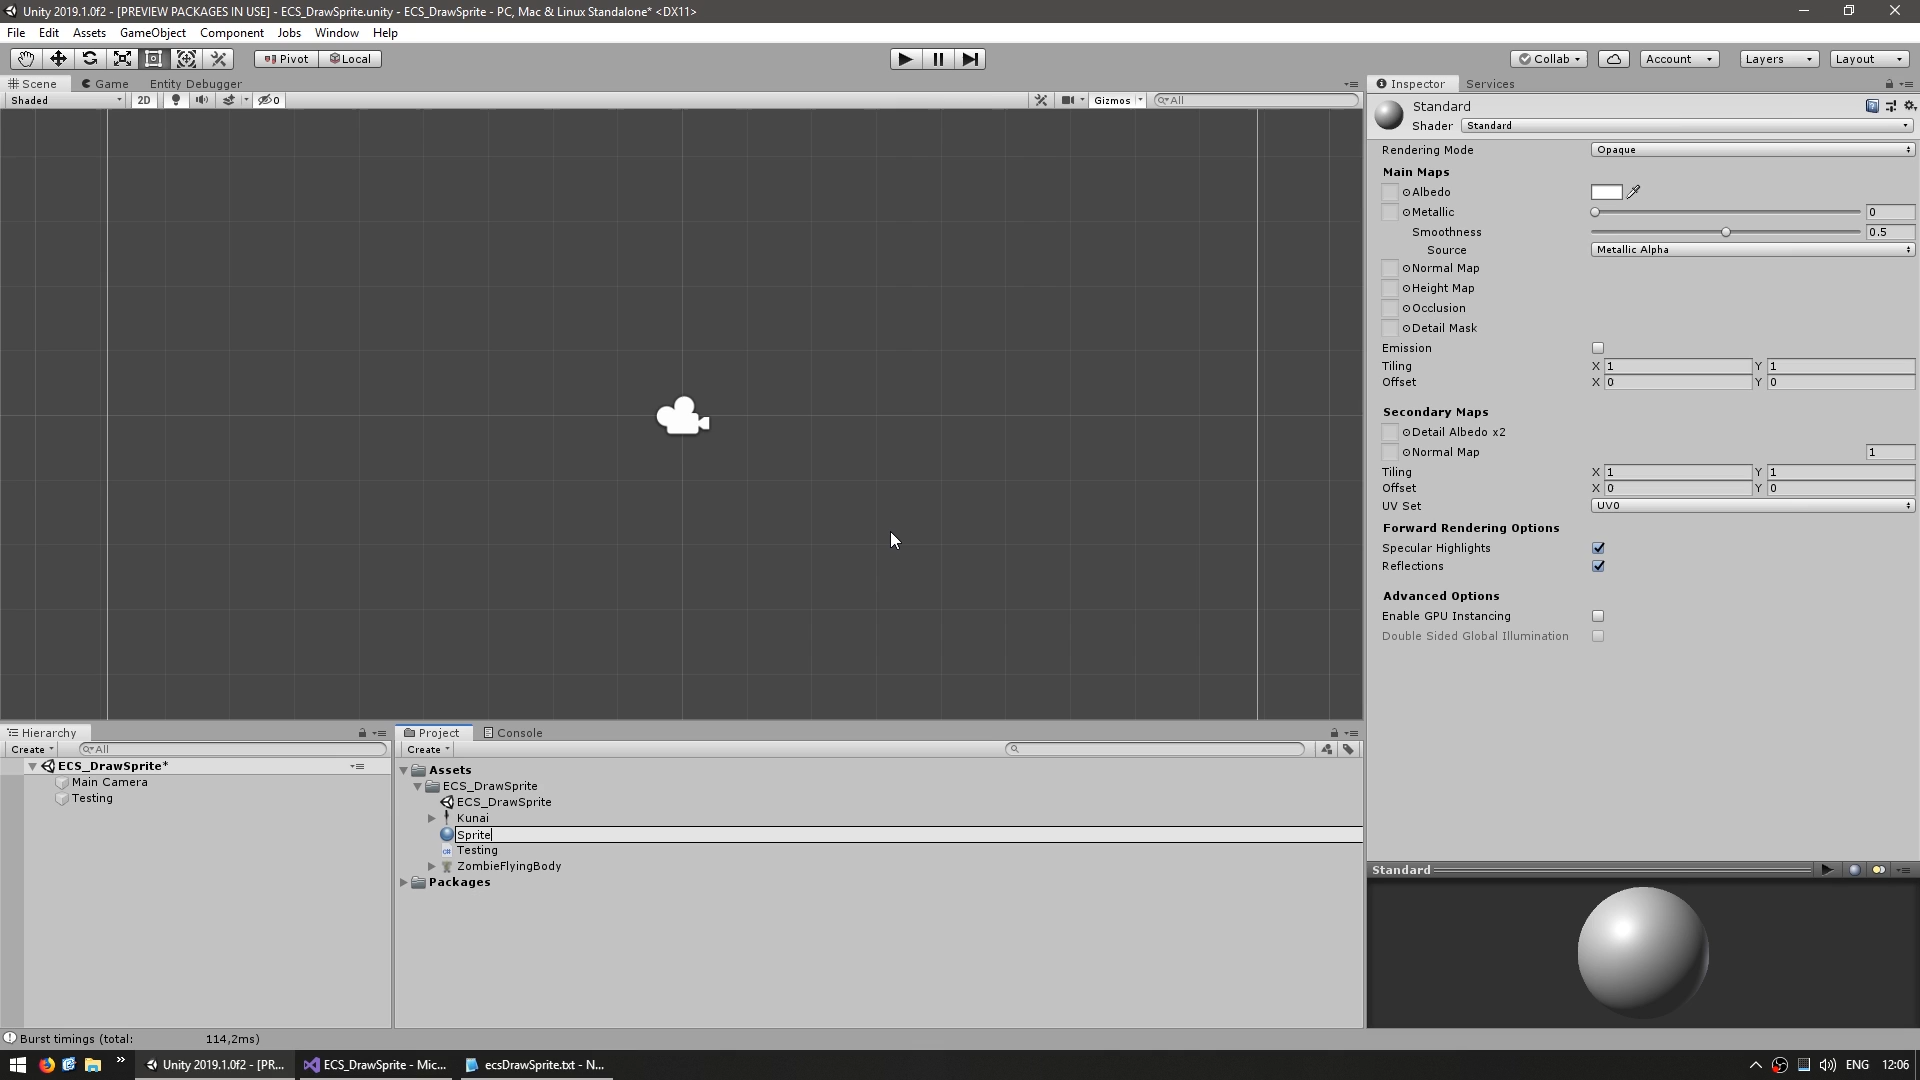 Unity 2019.1.0f2 - [PREVIEW PACKAGES IN USE] - ECS_DrawSprite.unity - ECS_DrawSprite - PC, Mac & Linux Standalone* <DX11>
File Edit Assets GameObject Component Jobs Window Help
Pivot Local Collab Account Layers Layout
Scene Game Entity Debugger
Shaded 2D 0 Gizmos All
Inspector Services
Standard
Shader Standard
Rendering Mode Opaque
Main Maps
Albedo
Metallic 0
Smoothness 0.5
Source Metallic Alpha
Normal Map
Height Map
Occlusion
Detail Mask
Emission
Tiling X 1 Y 1
Offset X 0 Y 0
Secondary Maps
Detail Albedo x2
Normal Map 1
Tiling X 1 Y 1
Offset X 0 Y 0
UV Set UV0
Forward Rendering Options
Specular Highlights
Reflections
Advanced Options
Enable GPU Instancing
Double Sided Global Illumination
Hierarchy
Create All
ECS_DrawSprite*
Main Camera
Testing
Project Console
Create
Assets
ECS_DrawSprite
ECS_DrawSprite
Kunai
Sprite
Testing
ZombieFlyingBody
Packages
Standard
Burst timings (total: 114,2ms)
Unity 2019.1.0f2 - [PR... ECS_DrawSprite - Mic... ecsDrawSprite.txt - N... ENG 12:06